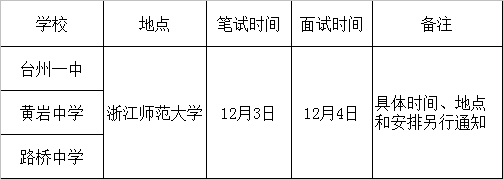 学校 地点 笔试时间 面试时间 备注
台州一中
黄岩中学 浙江师范大学 12月3日 12月4日 具体时间、地点
和安排另行通知
路桥中学